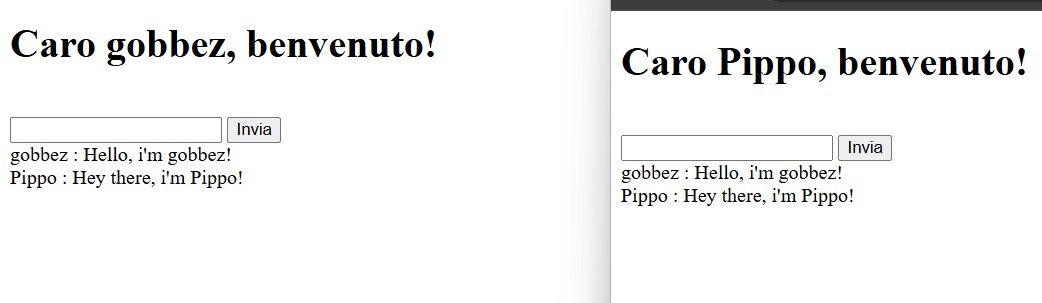 Caro gobbez, benvenuto!
Invia
gobbez : Hello, i'm gobbez!
Pippo : Hey there, i'm Pippo!
Caro Pippo, benvenuto!
Invia
gobbez : Hello, i'm gobbez!
Pippo : Hey there, i'm Pippo!